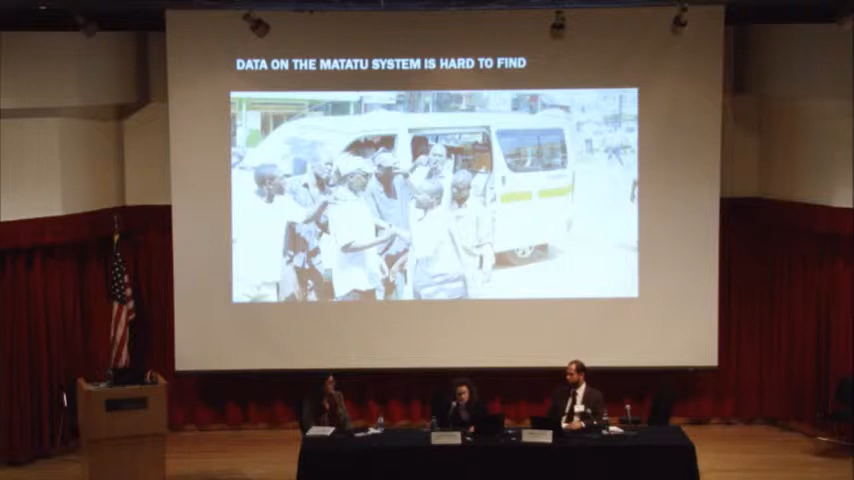 DATA ON THE MATATU SYSTEM IS HARD TO FIND